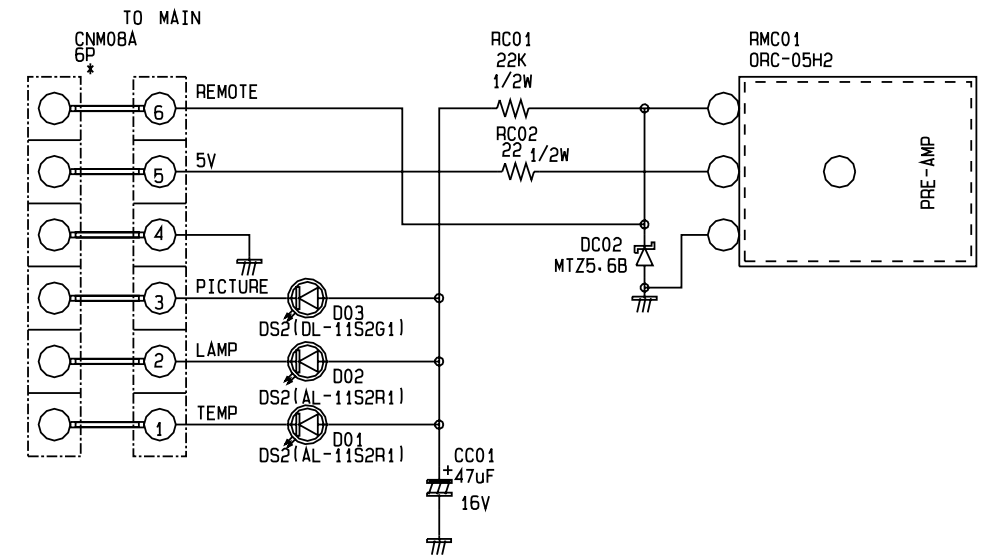 TO MAIN
CNM08A
6P
*
RC01
22K
1/2W
RMC01
ORC-05H2
6
REMOTE
RC02
22 1/2W
5
5V
PRE-AMP
4
DC02
MTZ5.6B
3
PICTURE
D03
DS2(DL-11S2G1)
2
LAMP
D02
DS2(AL-11S2R1)
1
TEMP
D01
DS2(AL-11S2R1)
CC01
+47uF
16V